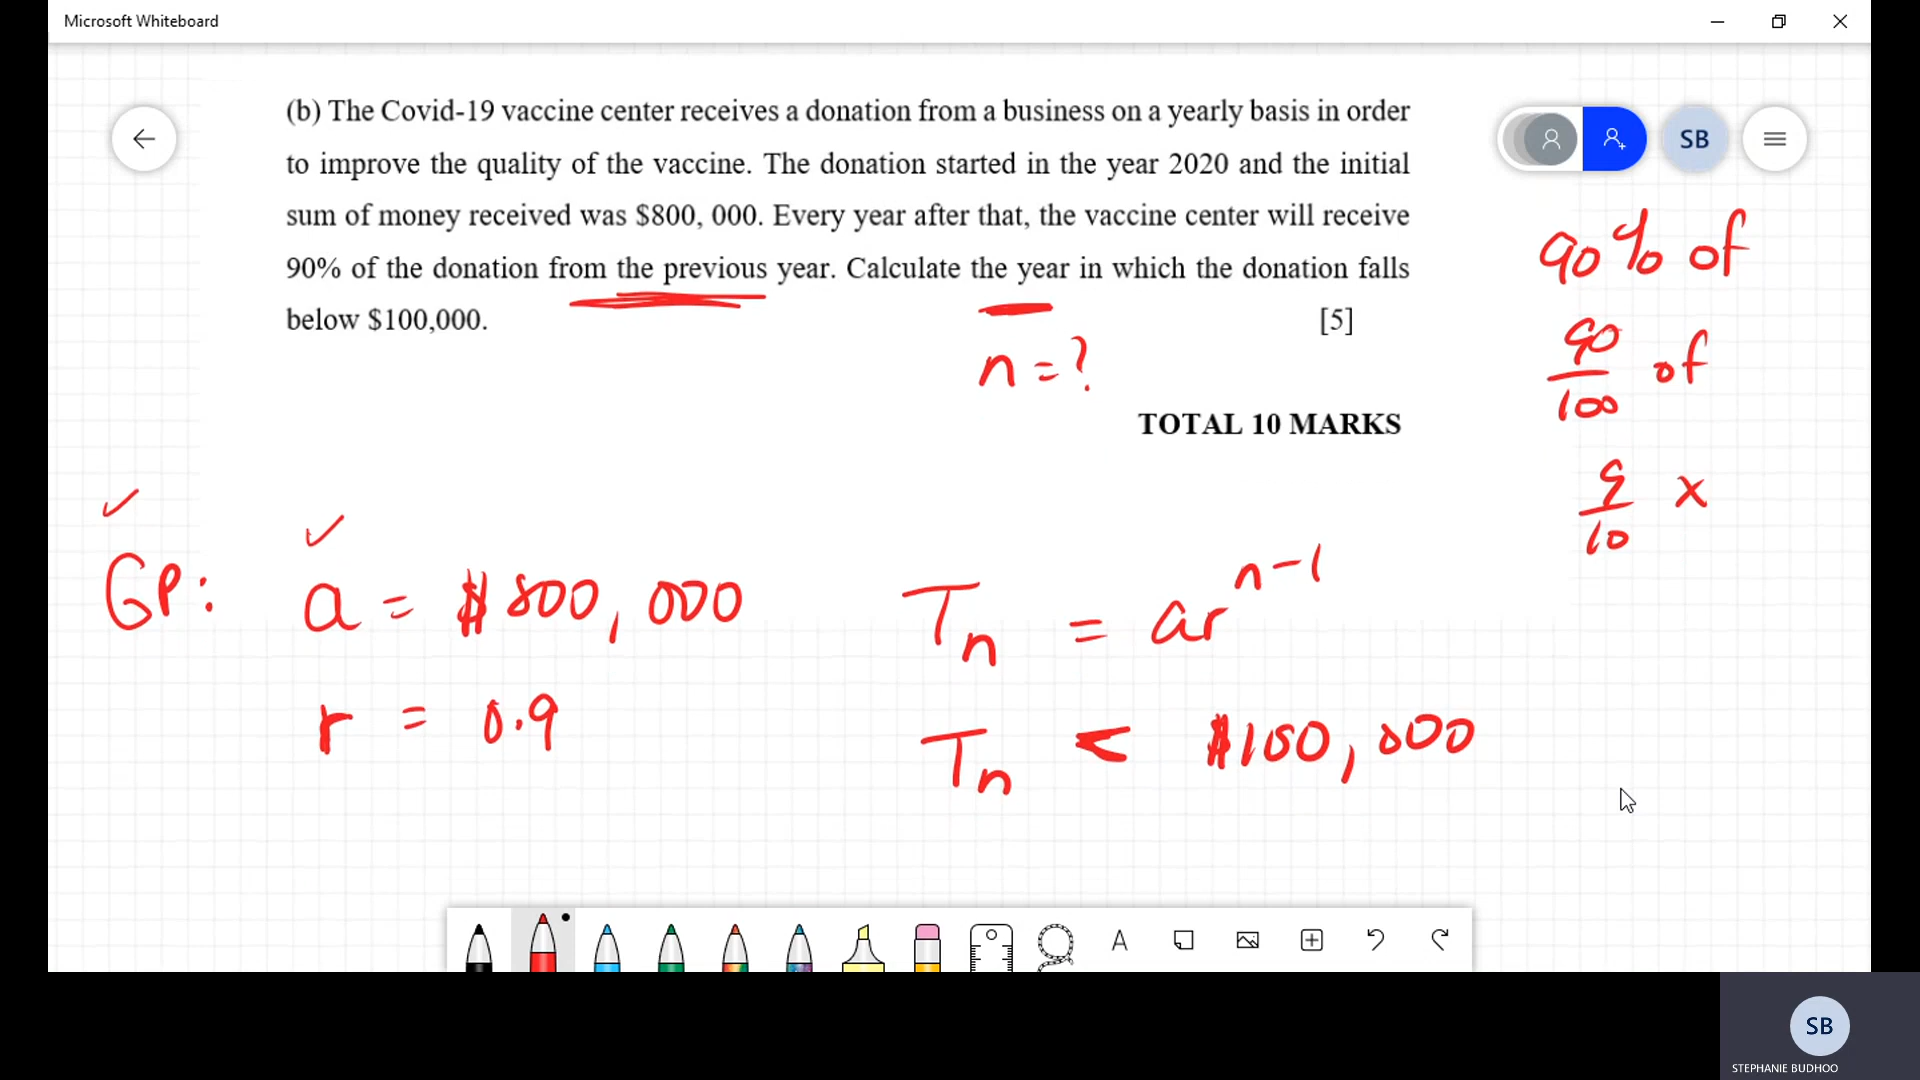 Microsoft Whiteboard
(b) The Covid-19 vaccine center receives a donation from a business on a yearly basis in order
to improve the quality of the vaccine. The donation started in the year 2020 and the initial
sum of money received was $800, 000. Every year after that, the vaccine center will receive
90% of the donation from the previous year. Calculate the year in which the donation falls
below $100,000. [5]
n = ?
TOTAL 10 MARKS
SB
90% of
90/100 of
9/10 x
GP: a = $800,000
r = 0.9
Tn = ar^n-1
Tn < $100,000
A
SB
STEPHANIE BUDHOO